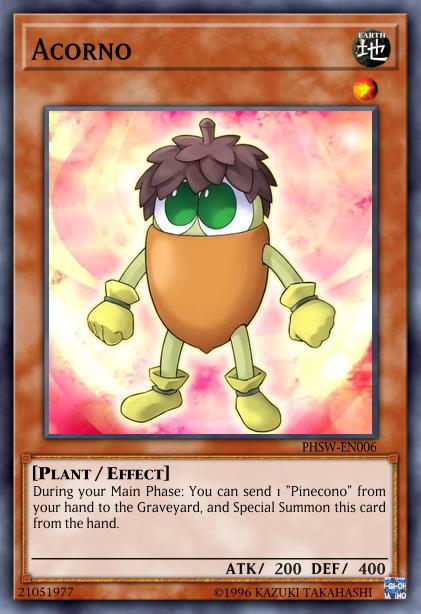 ACORNO
EARTH
地
PHSW-EN006
[PLANT / EFFECT]
During your Main Phase: You can send 1 "Pinecono" from
your hand to the Graveyard, and Special Summon this card
from the hand.
ATK/ 200 DEF/ 400
21051977
©1996 KAZUKI TAKAHASHI